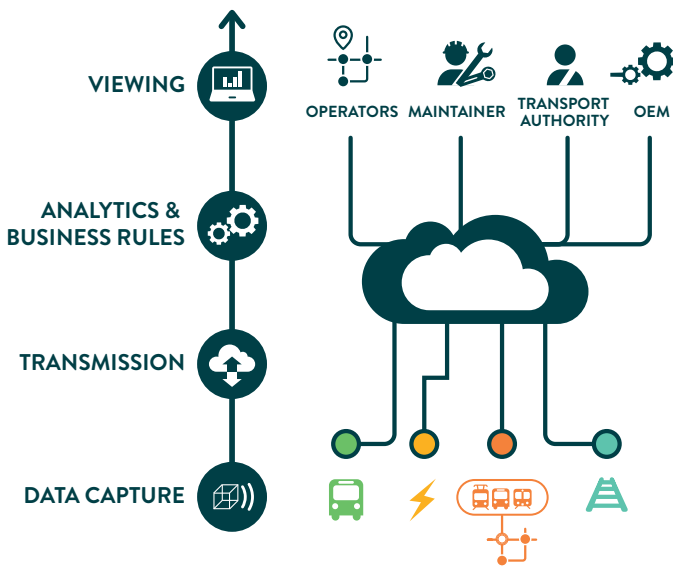 VIEWING
OPERATORS
MAINTAINER
TRANSPORT
AUTHORITY
OEM
ANALYTICS &
BUSINESS RULES
TRANSMISSION
DATA CAPTURE